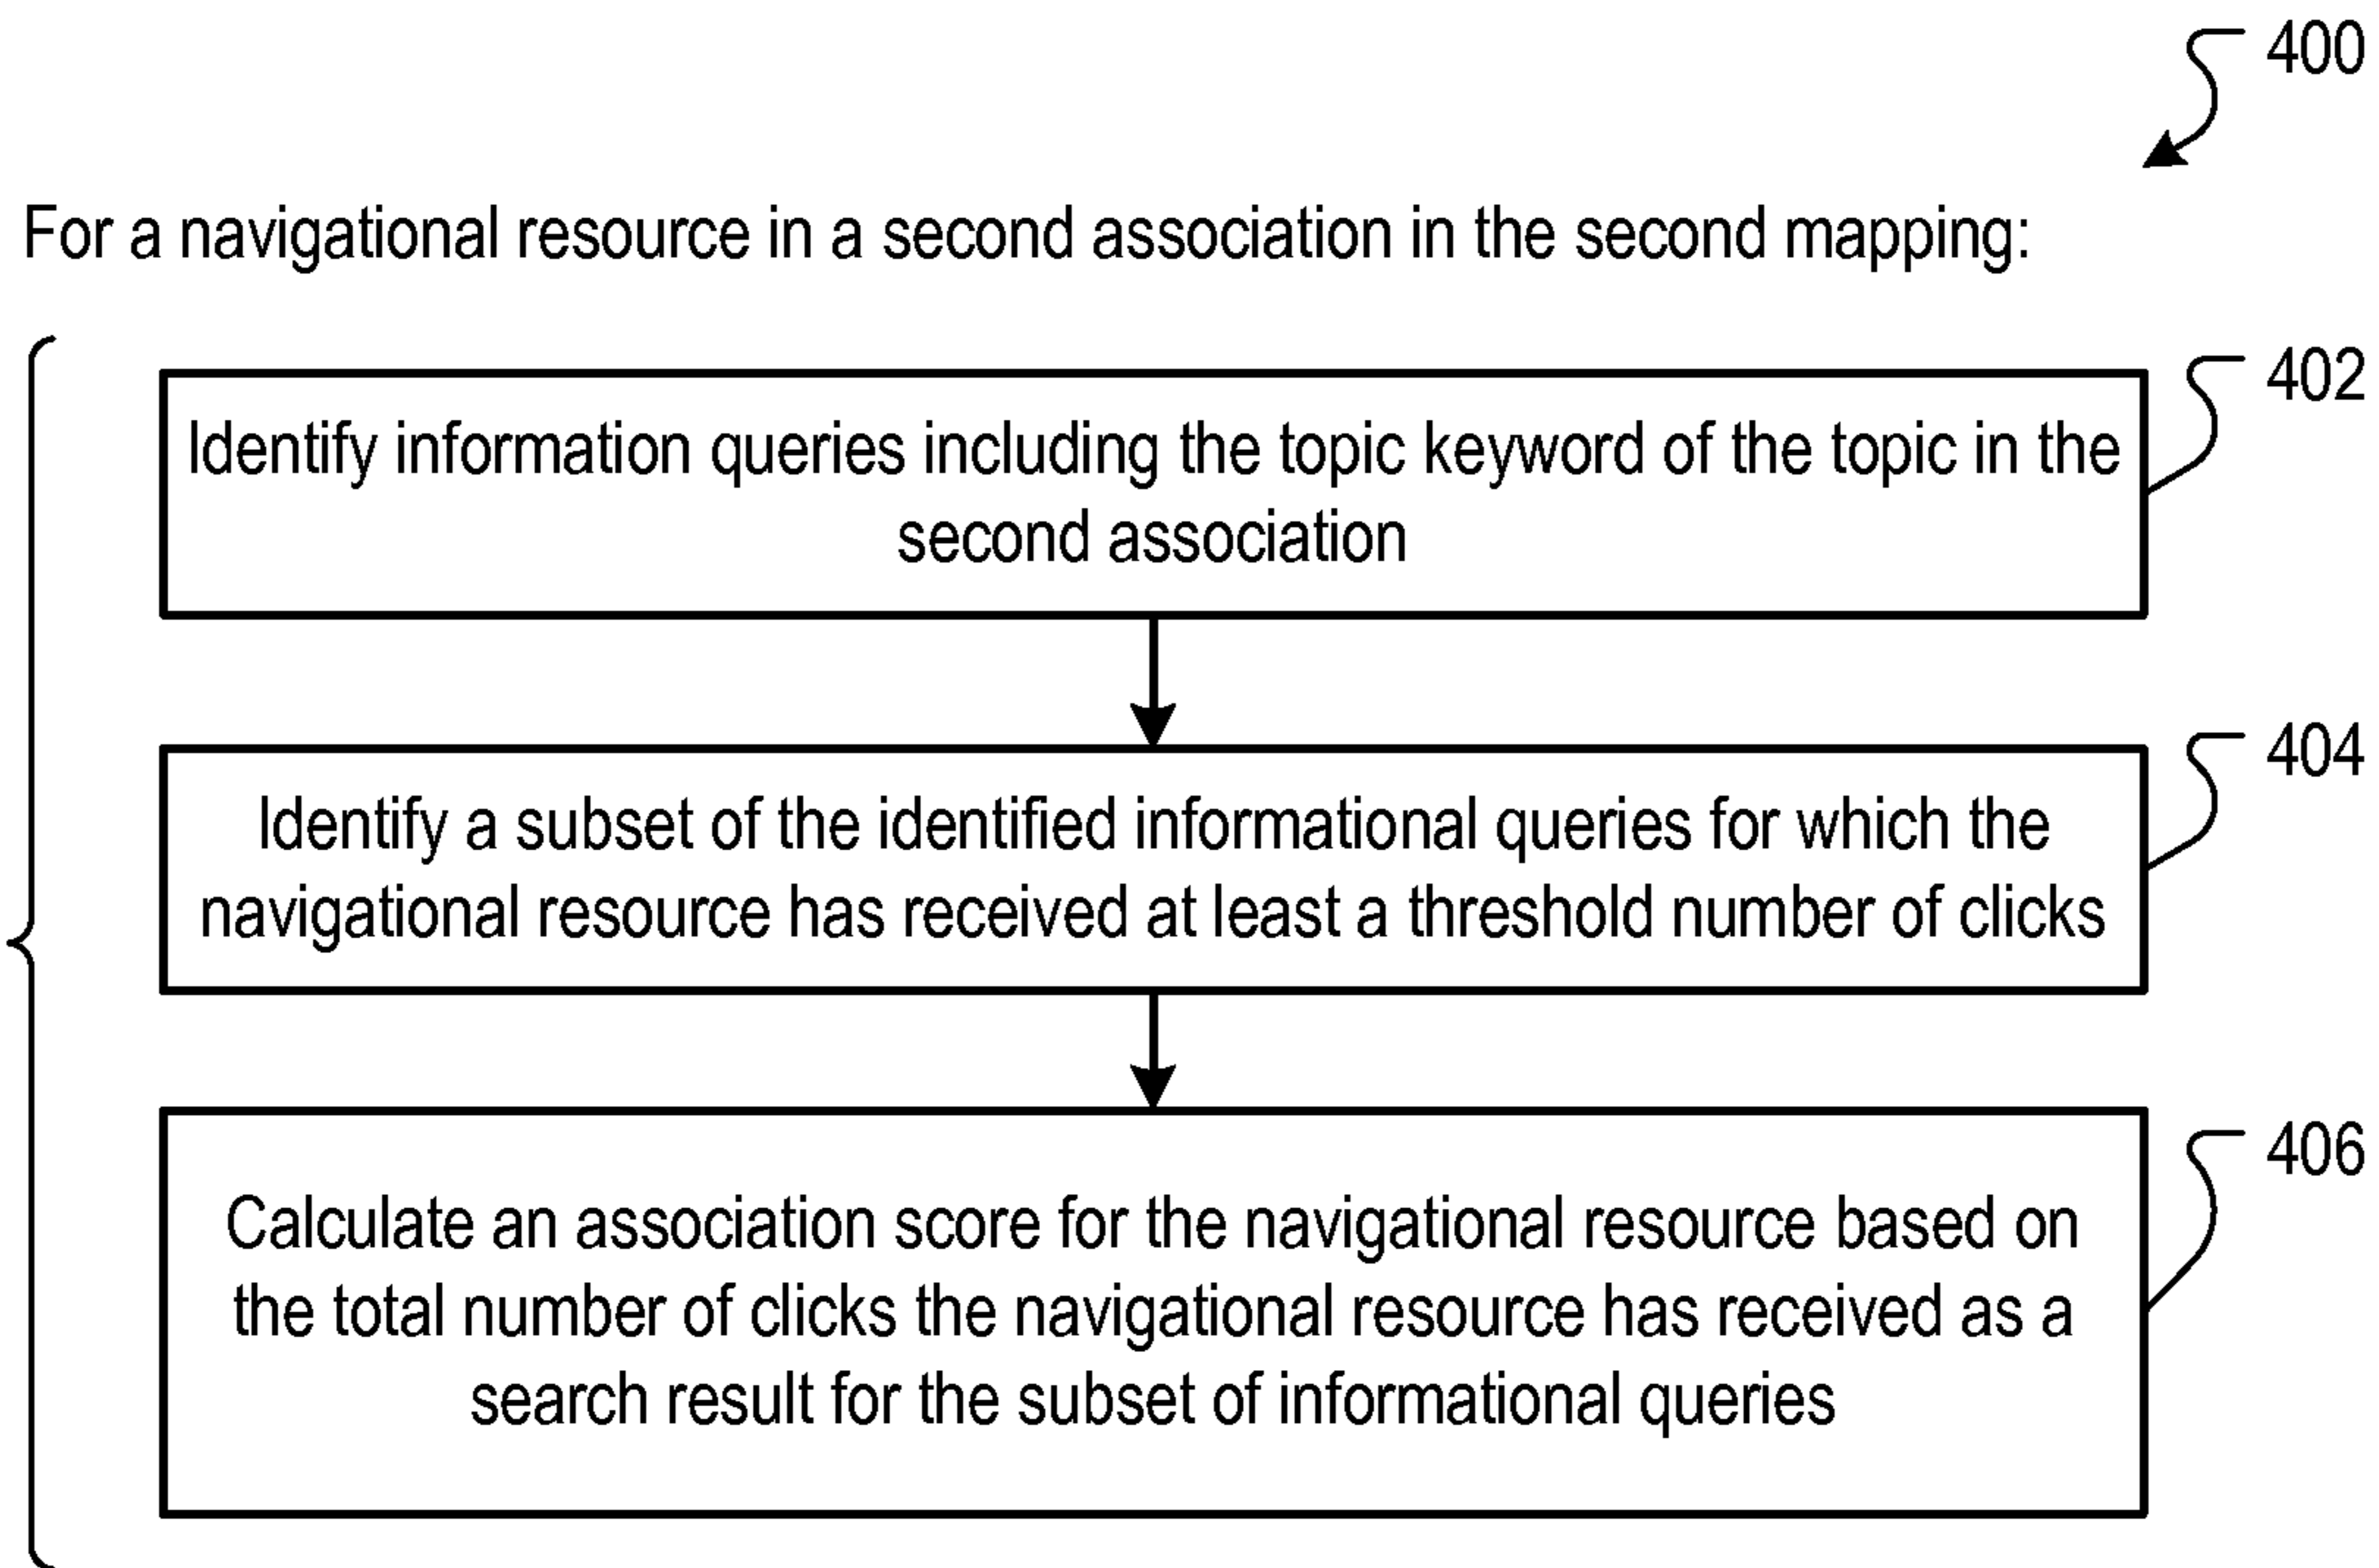 400
For a navigational resource in a second association in the second mapping:
402
Identify information queries including the topic keyword of the topic in the
second association
404
Identify a subset of the identified informational queries for which the
navigational resource has received at least a threshold number of clicks
406
Calculate an association score for the navigational resource based on
the total number of clicks the navigational resource has received as a
search result for the subset of informational queries